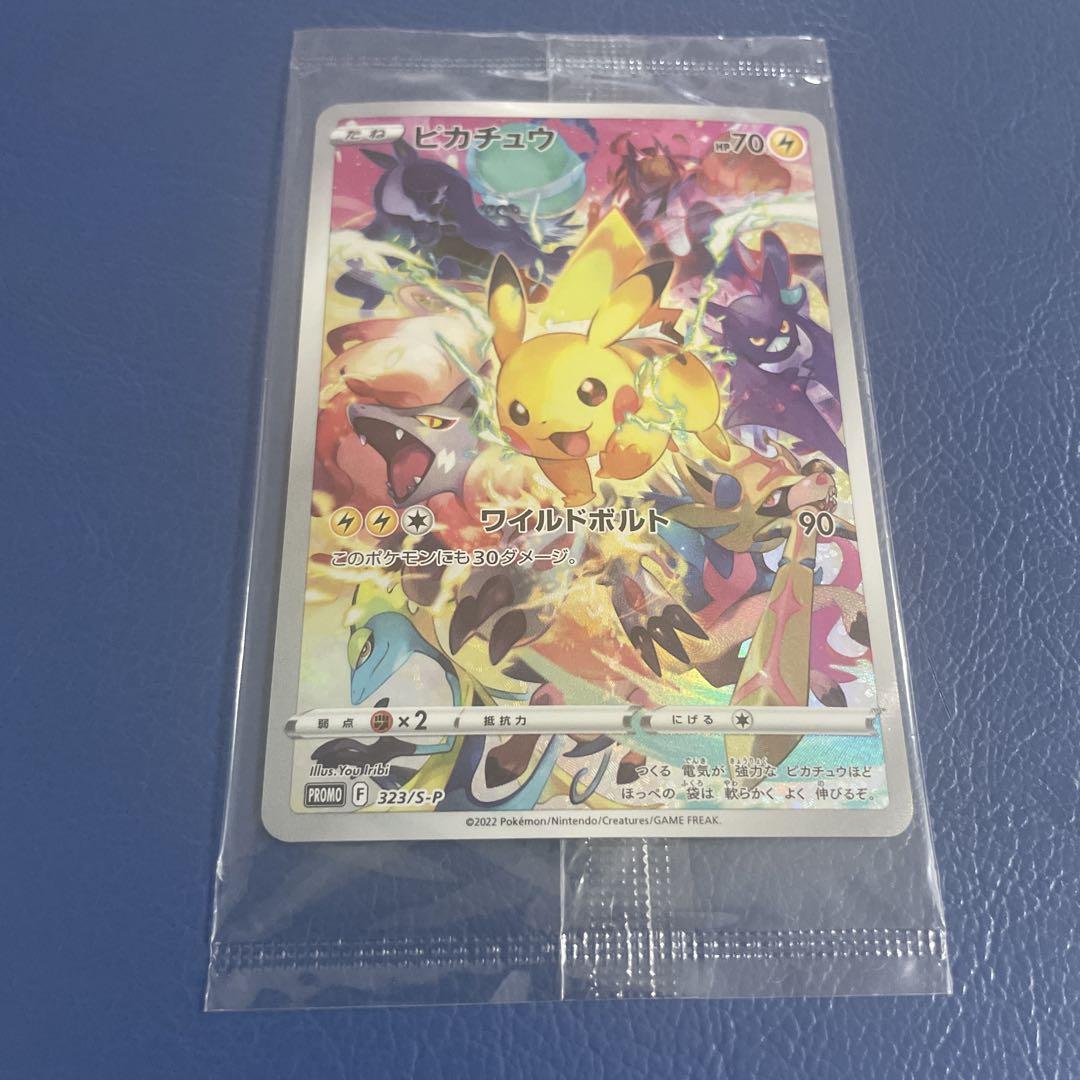 たね ピカチュウ HP70
ワイルドボルト 90
このポケモンにも30ダメージ。
弱点 ×2 抵抗力 にげる
Illus. You Iribi
PROMO F 323/S-P
つくる 電気が 強力な ピカチュウほど
ほっぺの 袋は 軟らかく よく 伸びるぞ。
©2022 Pokémon/Nintendo/Creatures/GAME FREAK.